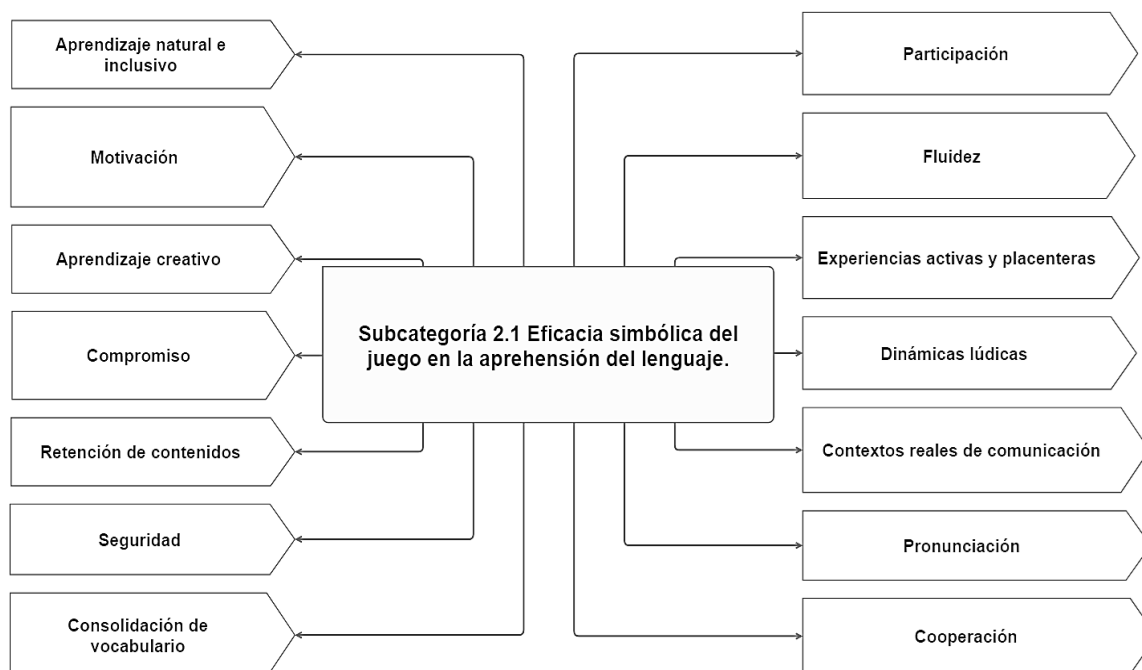 Aprendizaje natural e
inclusivo
Motivación
Aprendizaje creativo
Compromiso
Retención de contenidos
Seguridad
Consolidación de
vocabulario
Subcategoría 2.1 Eficacia simbólica del
juego en la aprehensión del lenguaje.
Participación
Fluidez
Experiencias activas y placenteras
Dinámicas lúdicas
Contextos reales de comunicación
Pronunciación
Cooperación